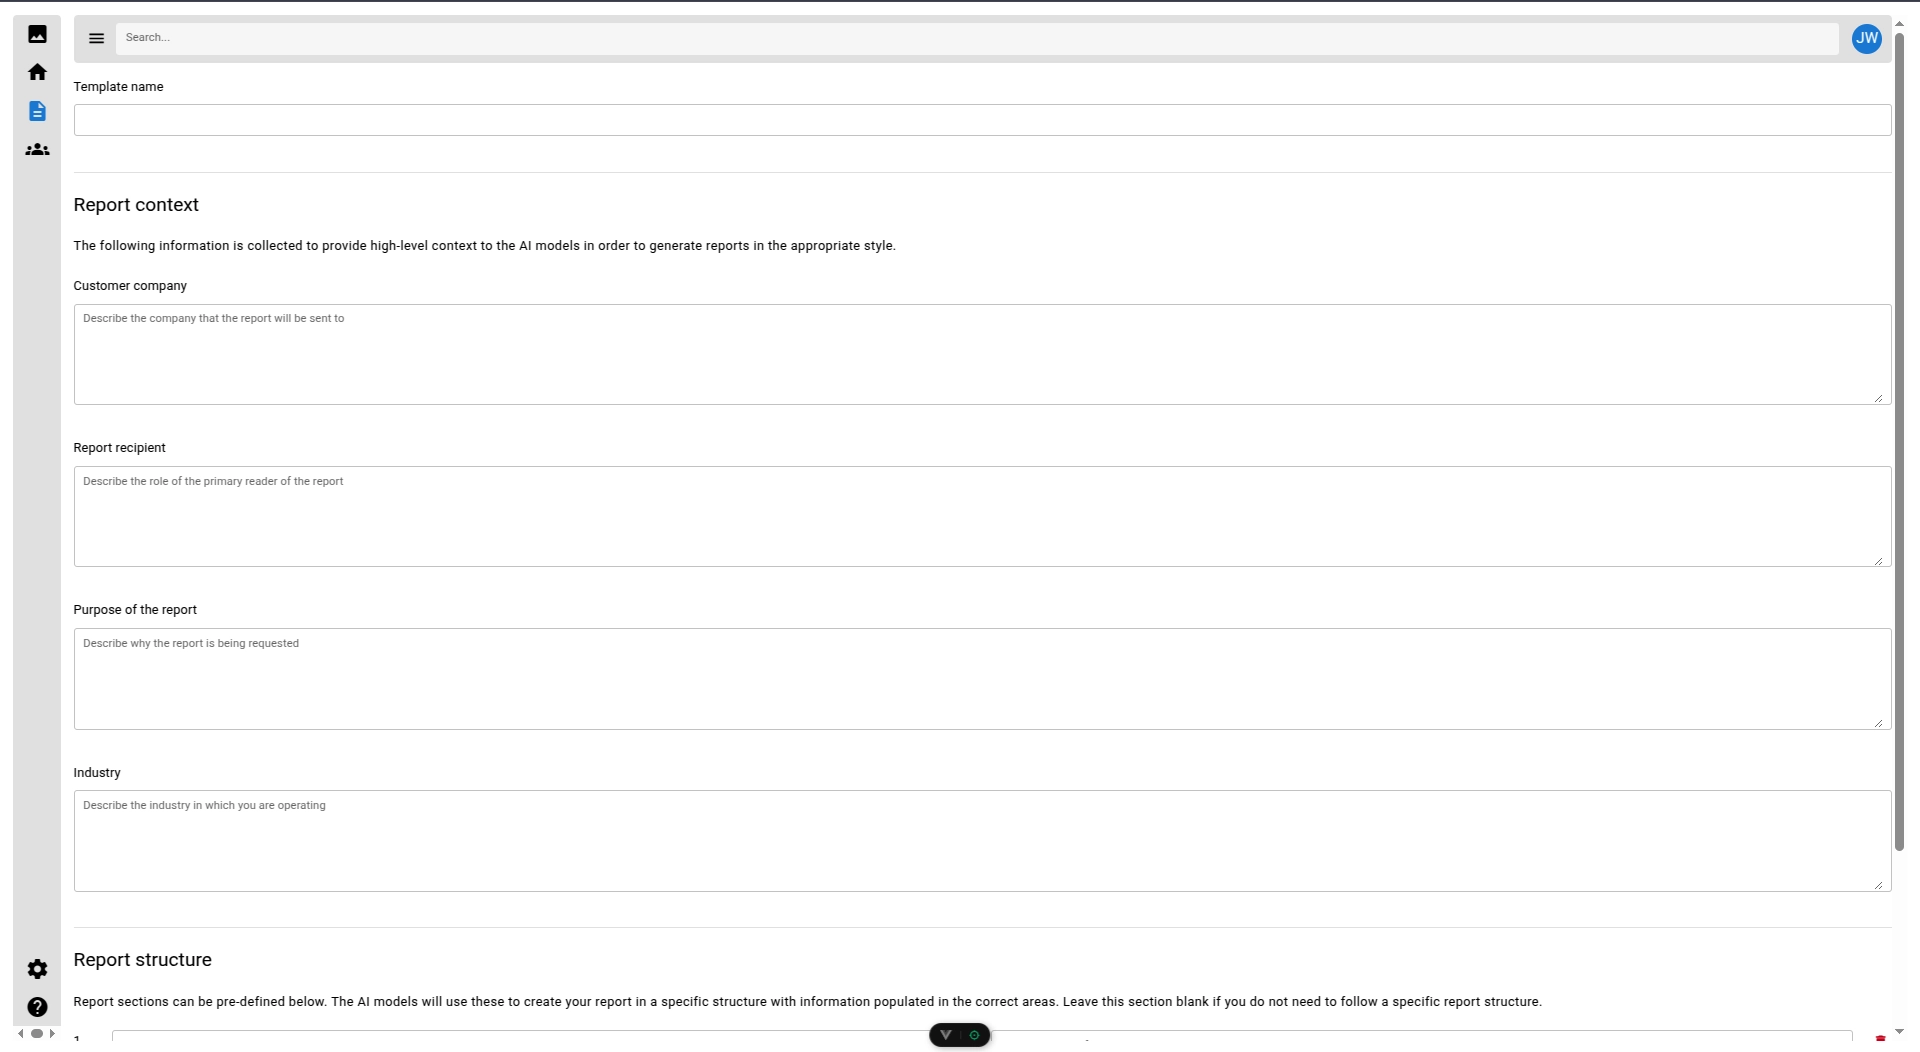 Search...
JW
Template name
Report context
The following information is collected to provide high-level context to the AI models in order to generate reports in the appropriate style.
Customer company
Describe the company that the report will be sent to
Report recipient
Describe the role of the primary reader of the report
Purpose of the report
Describe why the report is being requested
Industry
Describe the industry in which you are operating
Report structure
Report sections can be pre-defined below. The AI models will use these to create your report in a specific structure with information populated in the correct areas. Leave this section blank if you do not need to follow a specific report structure.
1